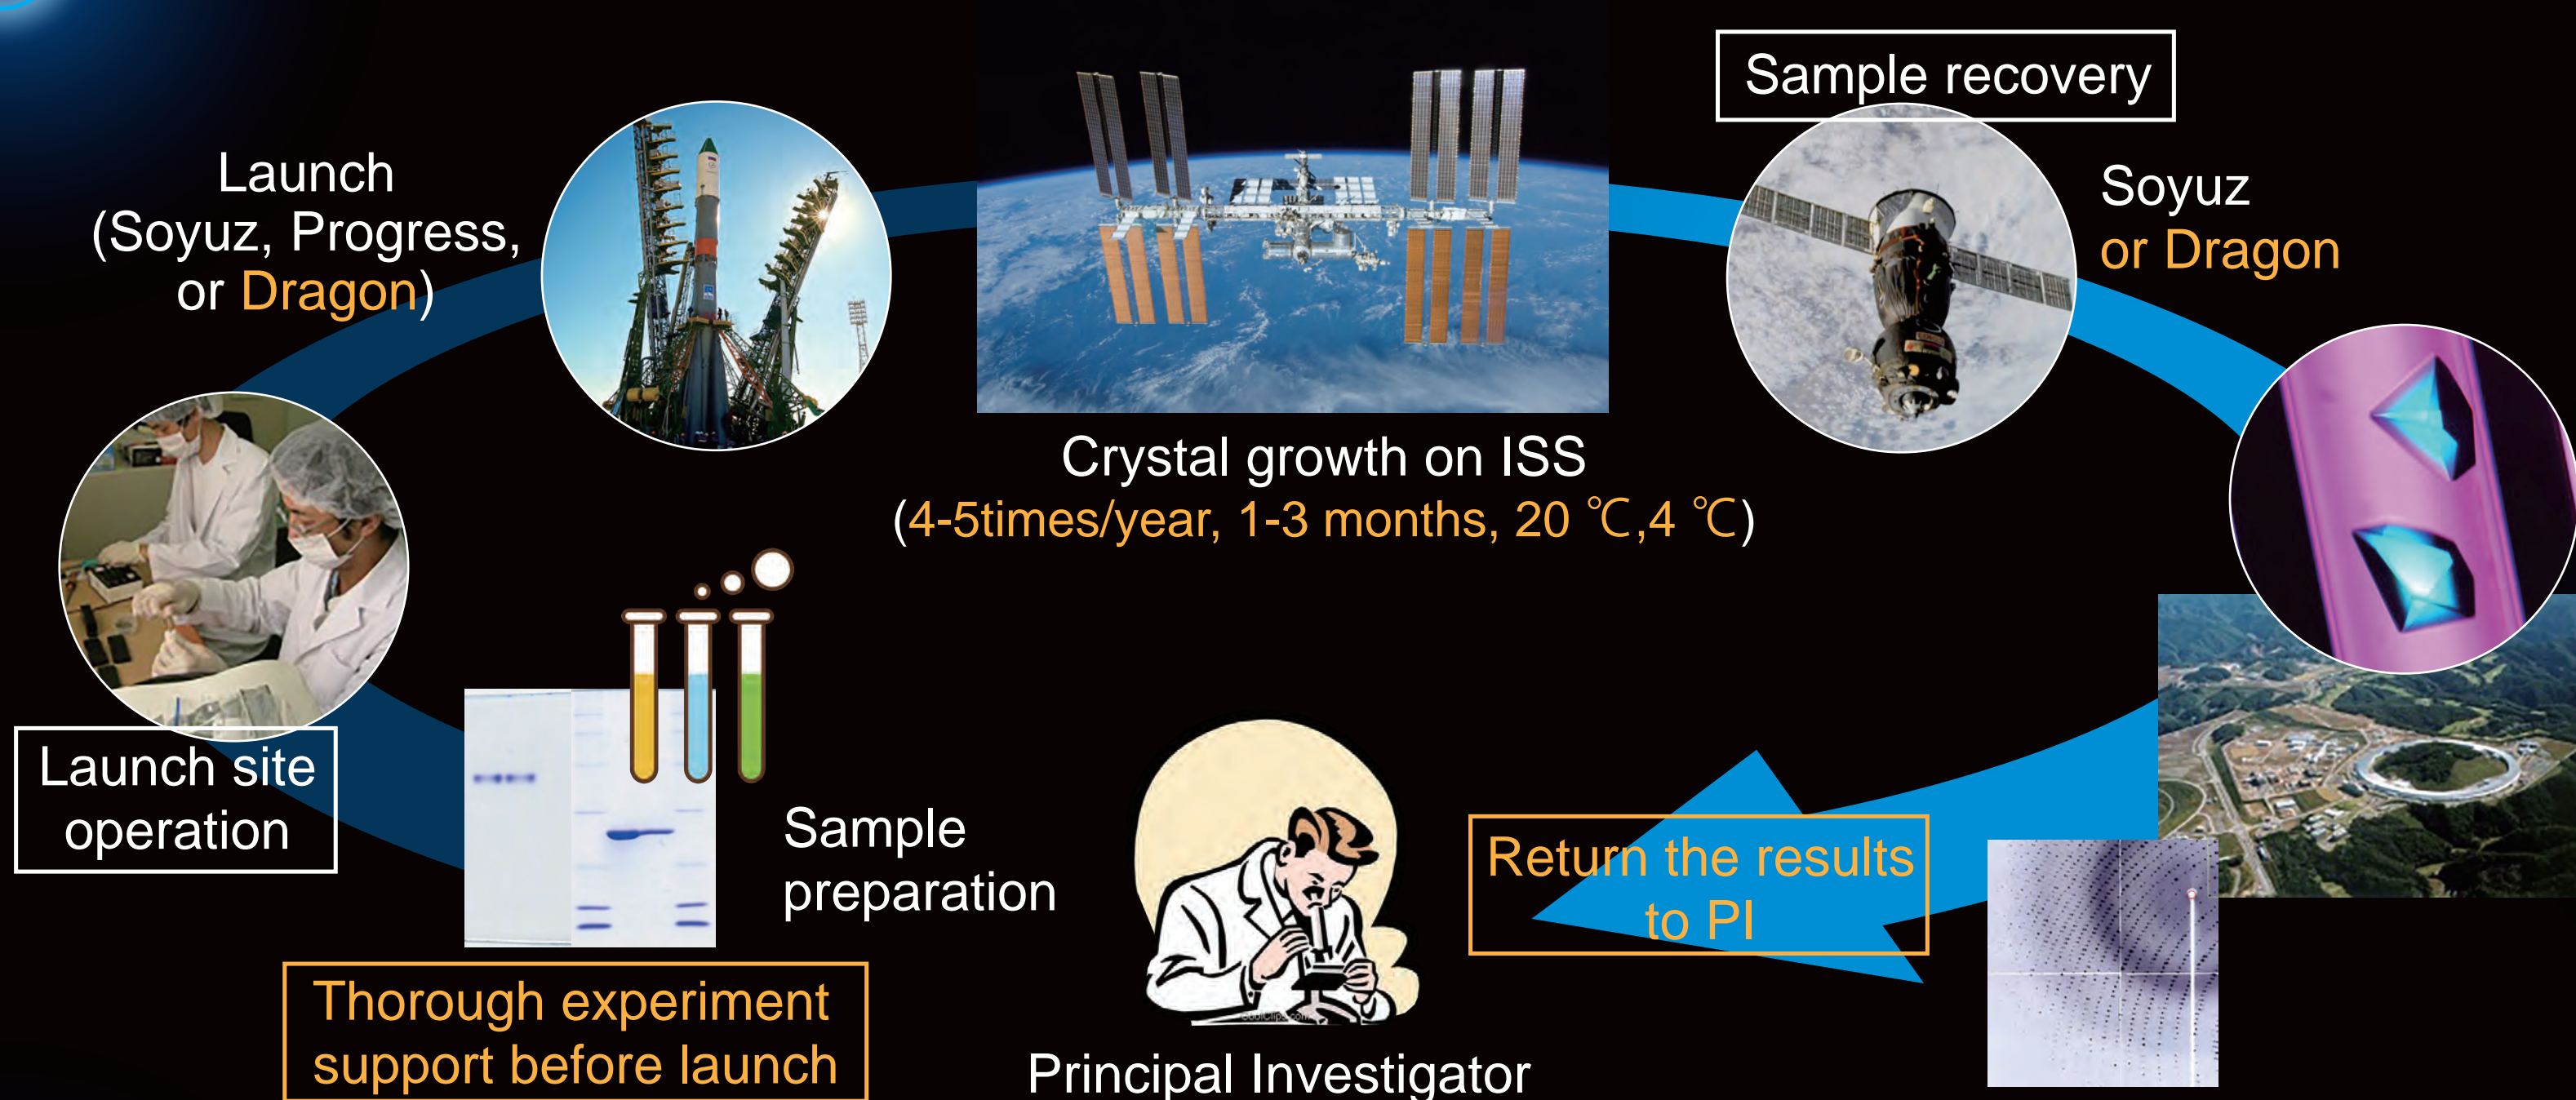 Launch
(Soyuz, Progress,
or Dragon)
Sample recovery
Soyuz
or Dragon
Crystal growth on ISS
(4-5times/year, 1-3 months, 20 ℃,4 ℃)
Launch site
operation
Sample
preparation
Thorough experiment
support before launch
Principal Investigator
Return the results
to PI
CoolClips.com